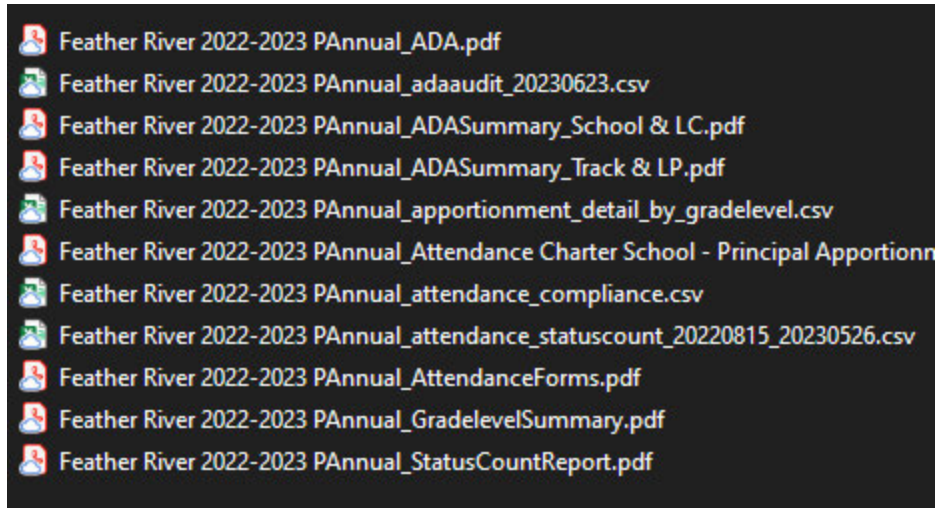 Feather River 2022-2023 PAnnual_ADA.pdf
Feather River 2022-2023 PAnnual_adaaudit_20230623.csv
Feather River 2022-2023 PAnnual_ADASummary_School & LC.pdf
Feather River 2022-2023 PAnnual_ADASummary_Track & LP.pdf
Feather River 2022-2023 PAnnual_apportionment_detail_by_gradelevel.csv
Feather River 2022-2023 PAnnual_Attendance Charter School - Principal Apportionn
Feather River 2022-2023 PAnnual_attendance_compliance.csv
Feather River 2022-2023 PAnnual_attendance_statuscount_20220815_20230526.csv
Feather River 2022-2023 PAnnual_AttendanceForms.pdf
Feather River 2022-2023 PAnnual_GradelevelSummary.pdf
Feather River 2022-2023 PAnnual_StatusCountReport.pdf